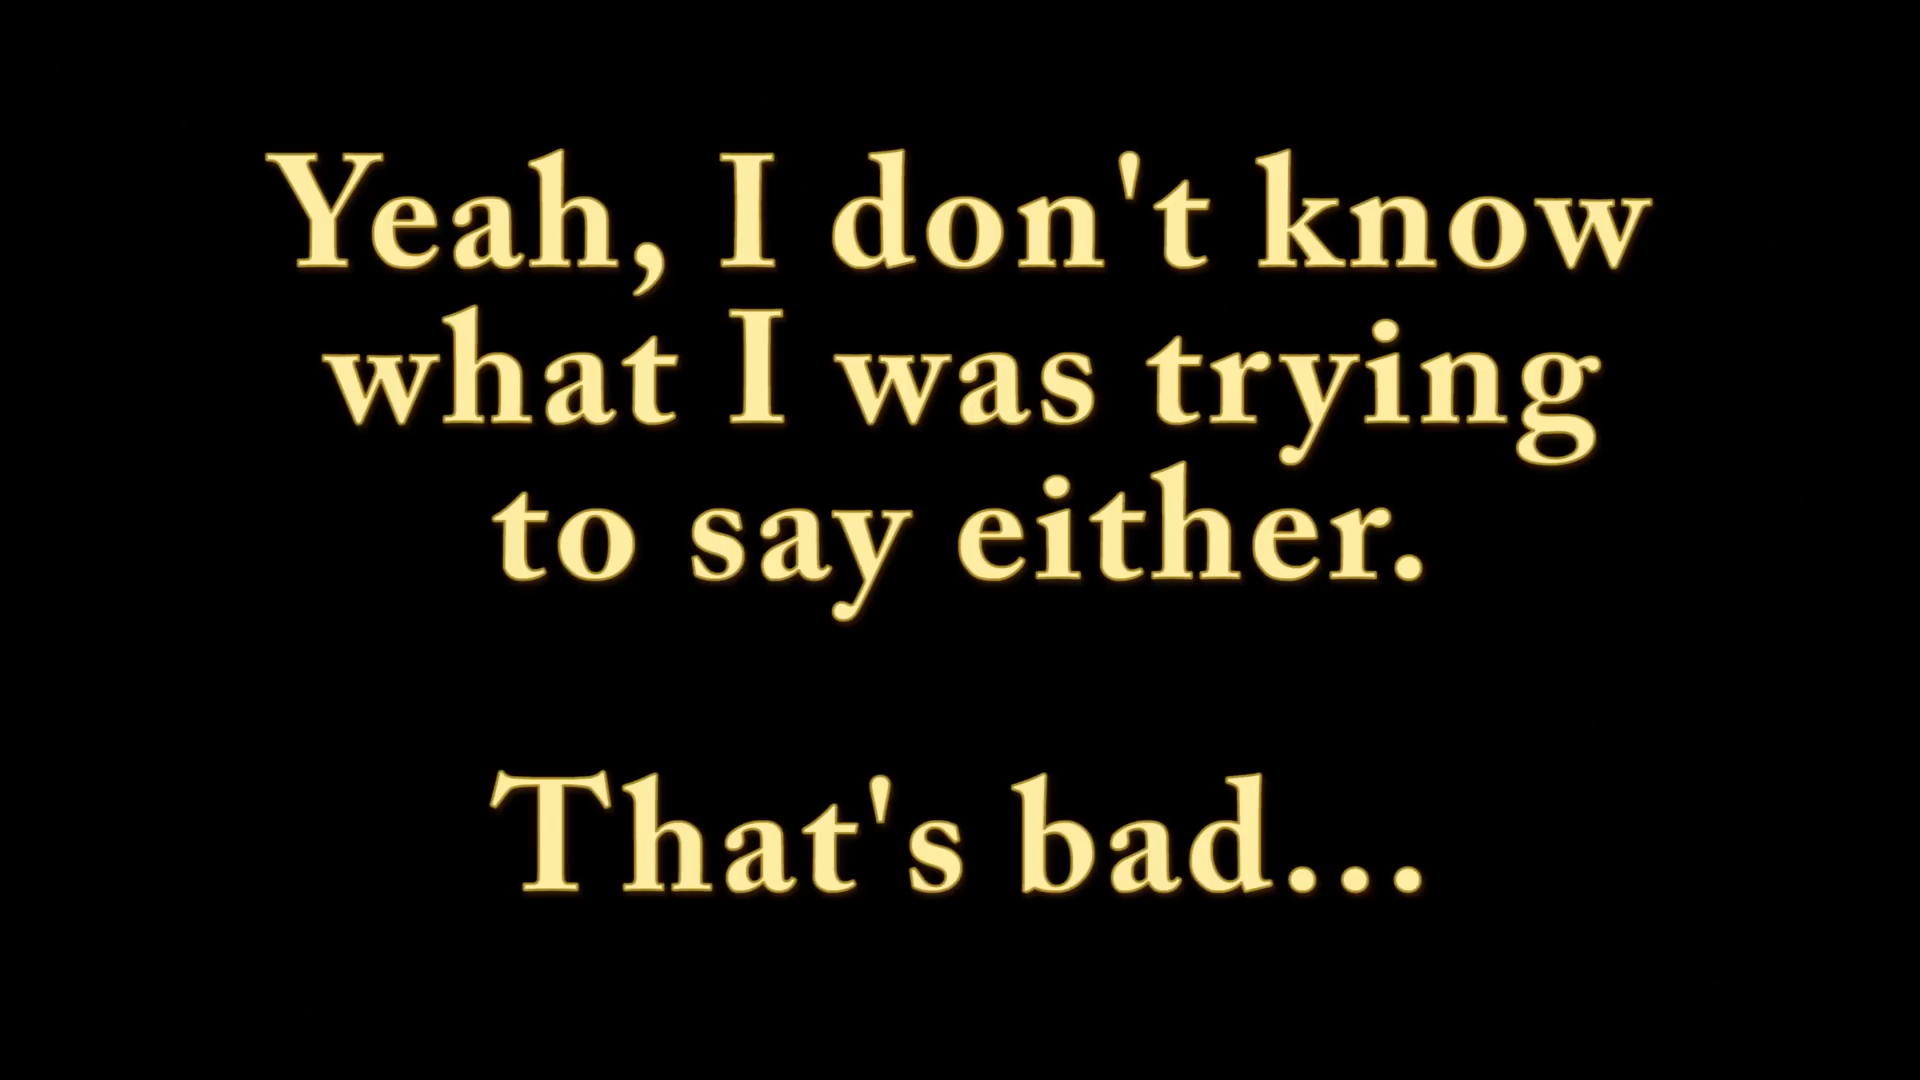 Yeah, I don't know
what I was trying
to say either.
That's bad...